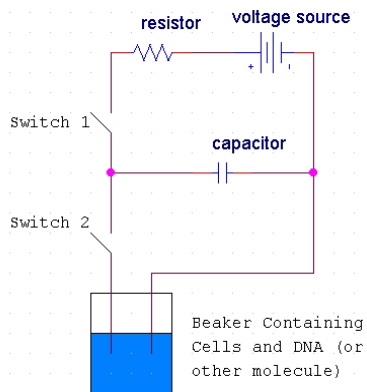 resistor
voltage source
+ -
Switch 1
capacitor
Switch 2
Beaker Containing
Cells and DNA (or
other molecule)